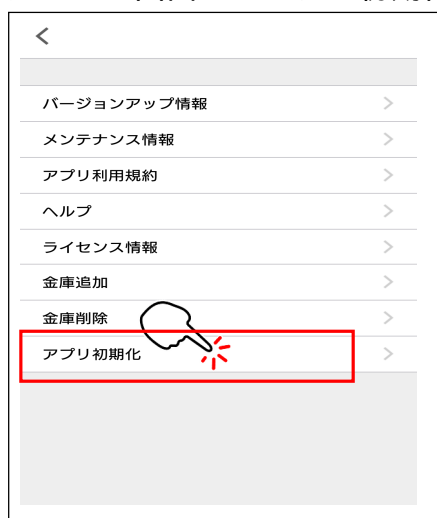 バージョンアップ情報
メンテナンス情報
アプリ利用規約
ヘルプ
ライセンス情報
金庫追加
金庫削除
アプリ初期化